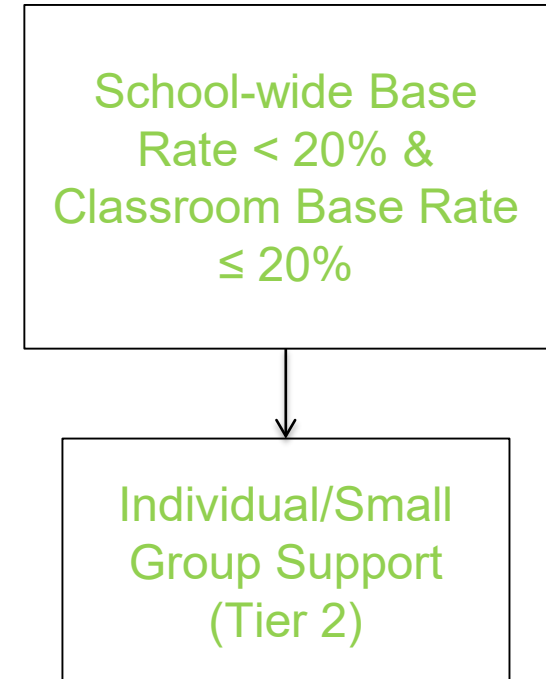 School-wide Base
Rate < 20% &
Classroom Base Rate
≤ 20%
Individual/Small
Group Support
(Tier 2)